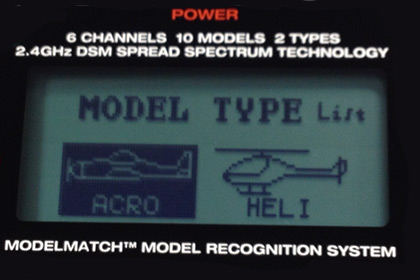 POWER
6 CHANNELS 10 MODELS 2 TYPES
2.4GHz DSM SPREAD SPECTRUM TECHNOLOGY
MODEL TYPE List
ACRO HELI
MODELMATCH™ MODEL RECOGNITION SYSTEM